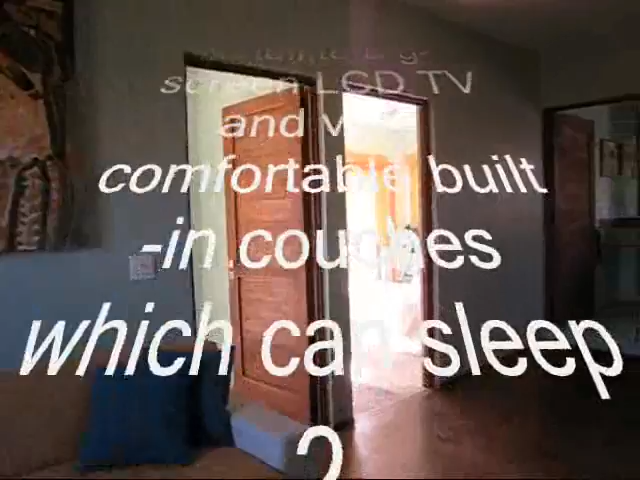 screen LCD TV
and
comfortable built
-in couches
which can sleep
2